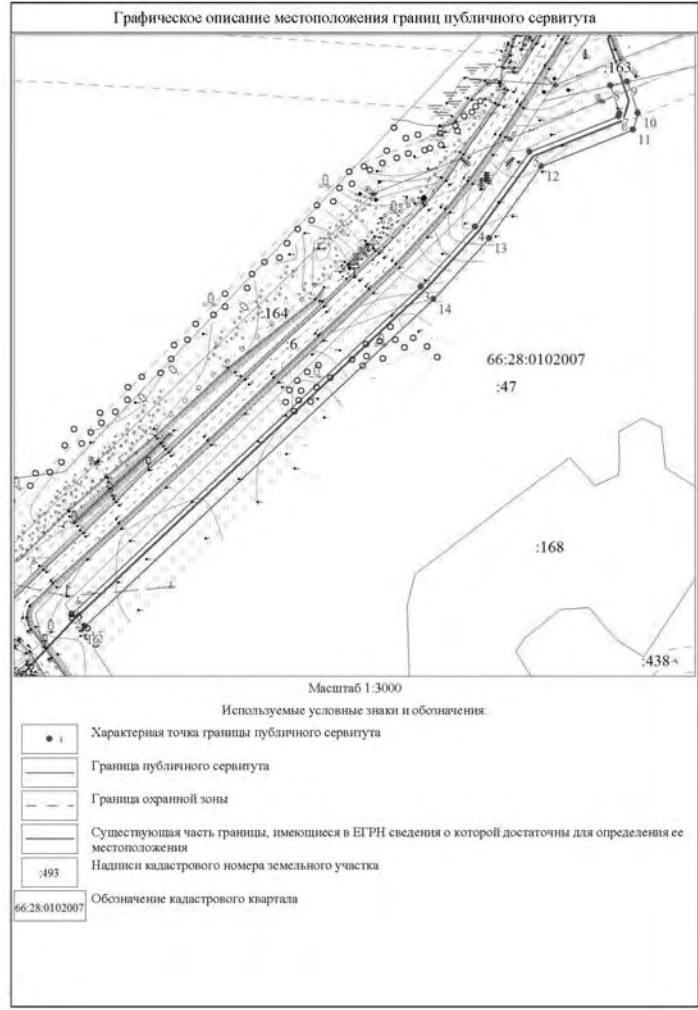 Графическое описание местоположения границ публичного сервитута
:163
10
11
12
4
13
3
14
:164
:6
66:28:0102007
:47
:168
:438
Масштаб 1:3000
Используемые условные знаки и обозначения:
Характерная точка границы публичного сервитута
Граница публичного сервитута
Граница охранной зоны
Существующая часть границы, имеющиеся в ЕГРН сведения о которой достаточны для определения ее
местоположения
:493
Надписи кадастрового номера земельного участка
66:28:0102007
Обозначение кадастрового квартала